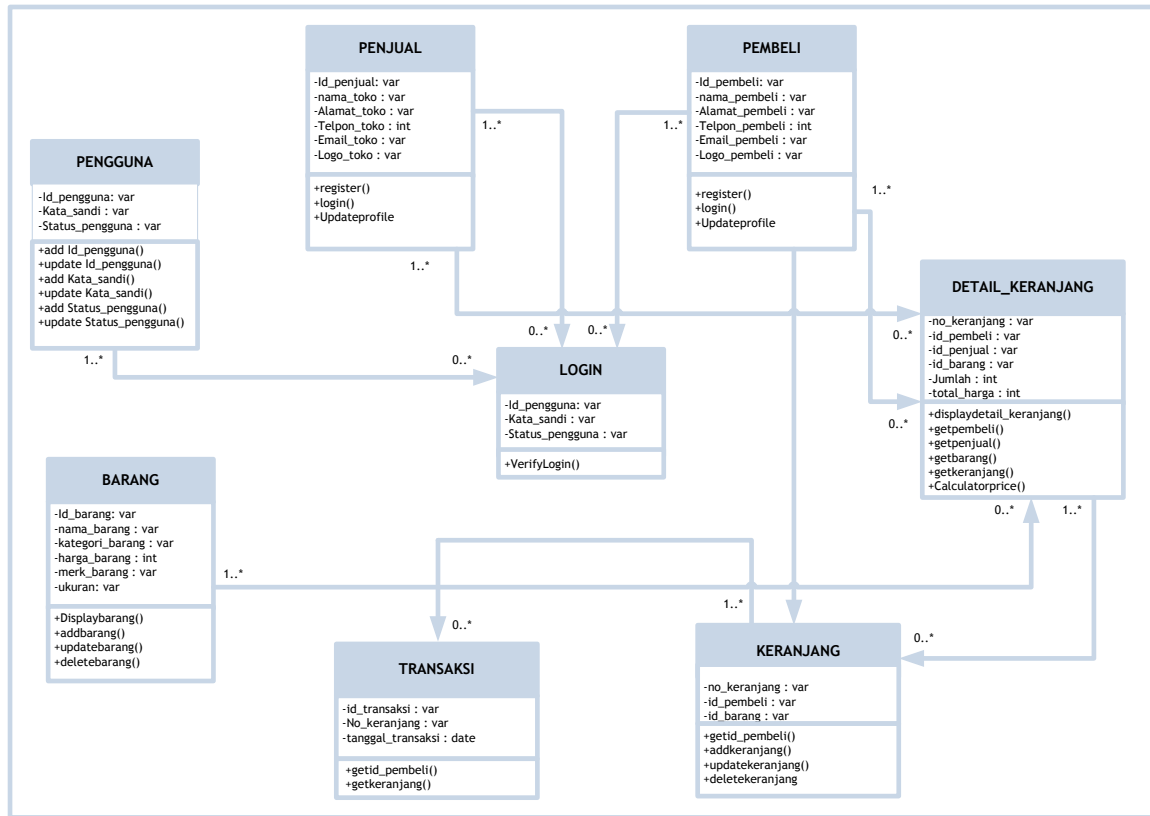 PENJUAL
-Id_penjual: var
-nama_toko : var
-Alamat_toko : var
-Telpon_toko : int
-Email_toko : var
-Logo_toko : var
+register()
+login()
+Updateprofile
1..*
1..*
PEMBELI
-Id_pembeli: var
-nama_pembeli : var
-Alamat_pembeli : var
-Telpon_pembeli : int
-Email_pembeli : var
-Logo_pembeli : var
+register()
+login()
+Updateprofile
1..*
1..*
PENGGUNA
-Id_pengguna: var
-Kata_sandi : var
-Status_pengguna : var
+add Id_pengguna()
+update Id_pengguna()
+add Kata_sandi()
+update Kata_sandi()
+add Status_pengguna()
+update Status_pengguna()
1..*
0..*
0..*
0..*
LOGIN
-Id_pengguna: var
-Kata_sandi : var
-Status_pengguna : var
+VerifyLogin()
DETAIL_KERANJANG
-no_keranjang : var
-id_pembeli : var
-id_penjual : var
-id_barang : var
-Jumlah : int
-total_harga : int
+displaydetail_keranjang()
+getpembeli()
+getpenjual()
+getbarang()
+getkeranjang()
+Calculatorprice()
0..*
0..*
0..*
1..*
BARANG
-Id_barang: var
-nama_barang : var
-kategori_barang : var
-harga_barang : int
-merk_barang : var
-ukuran: var
+Displaybarang()
+addbarang()
+updatebarang()
+deletebarang()
1..*
0..*
TRANSAKSI
-id_transaksi : var
-No_keranjang : var
-tanggal_transaksi : date
+getid_pembeli()
+getkeranjang()
1..*
0..*
KERANJANG
-no_keranjang : var
-id_pembeli : var
-id_barang : var
+getid_pembeli()
+addkeranjang()
+updatekeranjang()
+deletekeranjang